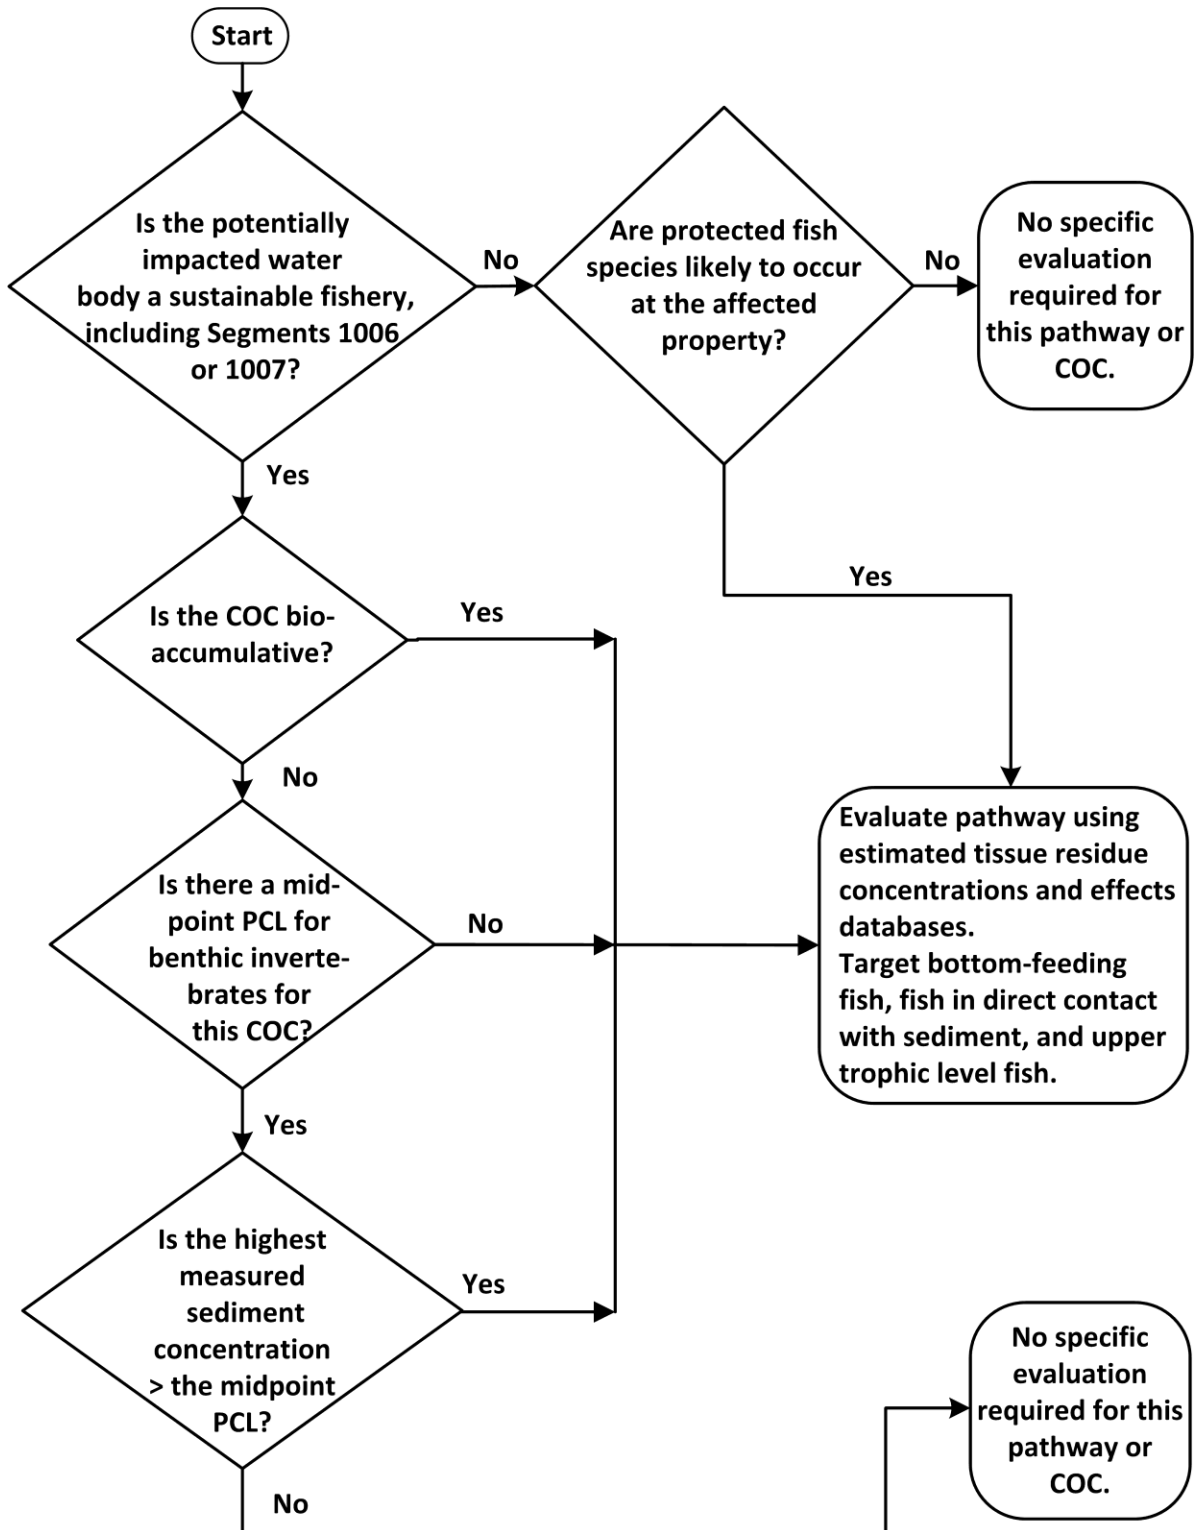 Start
Is the potentially
impacted water
body a sustainable fishery,
including Segments 1006
or 1007?
No
Are protected fish
species likely to occur
at the affected
property?
No
No specific
evaluation
required for
this pathway or
COC.
Yes
Yes
Is the COC bio-
accumulative?
Yes
No
Is there a mid-
point PCL for
benthic inverte-
brates for
this COC?
No
Evaluate pathway using
estimated tissue residue
concentrations and effects
databases.
Target bottom-feeding
fish, fish in direct contact
with sediment, and upper
trophic level fish.
Yes
Is the highest
measured
sediment
concentration
> the midpoint
PCL?
Yes
No
No specific
evaluation
required for this
pathway or
COC.